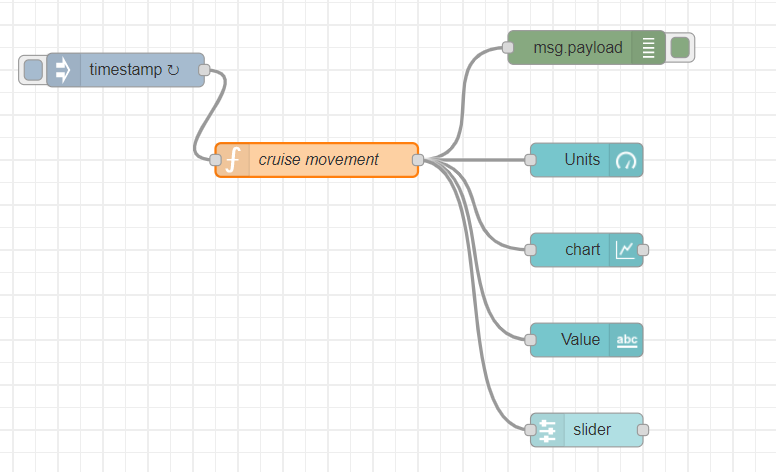 timestamp ↻
msg.payload
cruise movement
Units
chart
Value
abc
slider